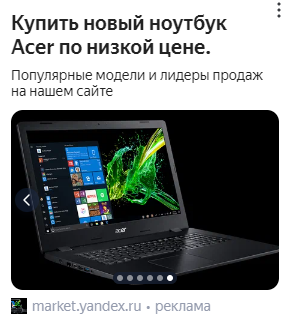 Купить новый ноутбук
Acer по низкой цене.
Популярные модели и лидеры продаж
на нашем сайте
acer
market.yandex.ru • реклама